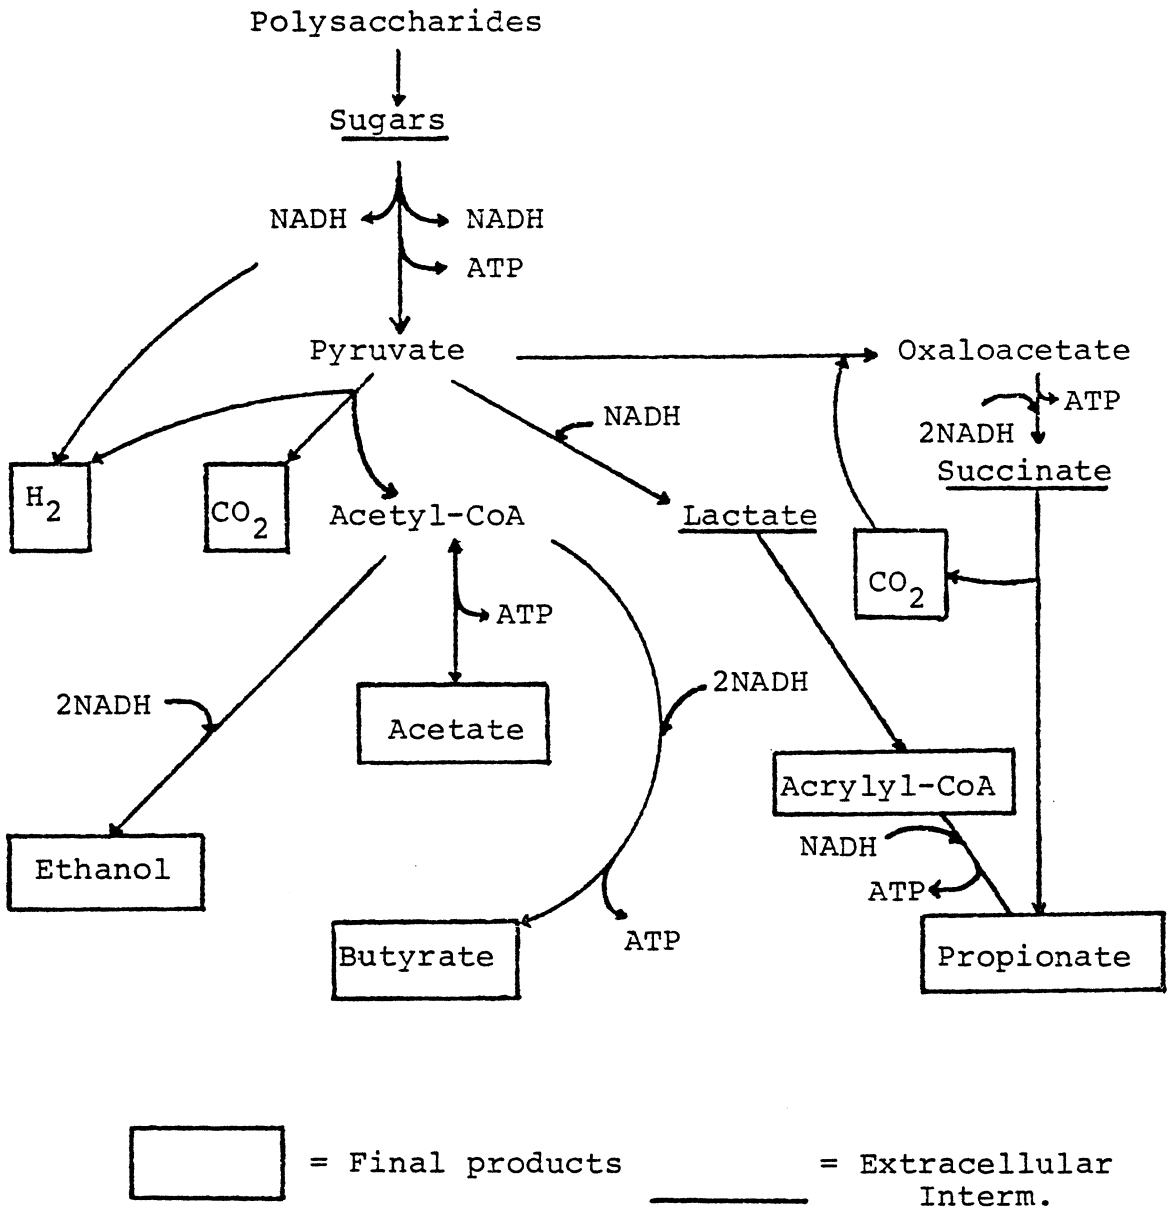 Polysaccharides
Sugars
NADH NADH
ATP
Pyruvate Oxaloacetate
NADH ATP
2NADH
Succinate
H2 CO2 Acetyl-CoA Lactate
CO2
ATP
2NADH 2NADH
Acetate
Acrylyl-CoA
NADH
Ethanol ATP
ATP
Butyrate Propionate
= Final products = Extracellular
Interm.